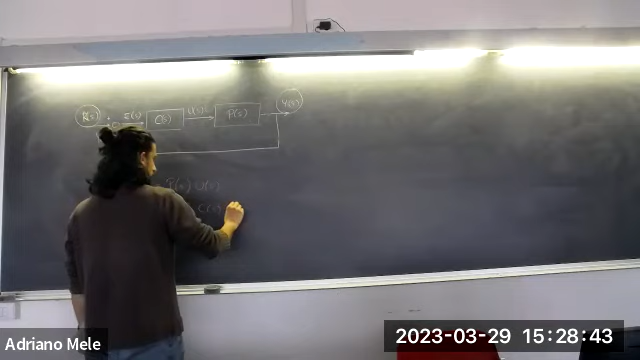 R(s) E(s) C(s) U(s) P(s) Y(s)
P(s) U(s)
C(s)
Adriano Mele
2023-03-29 15:28:43